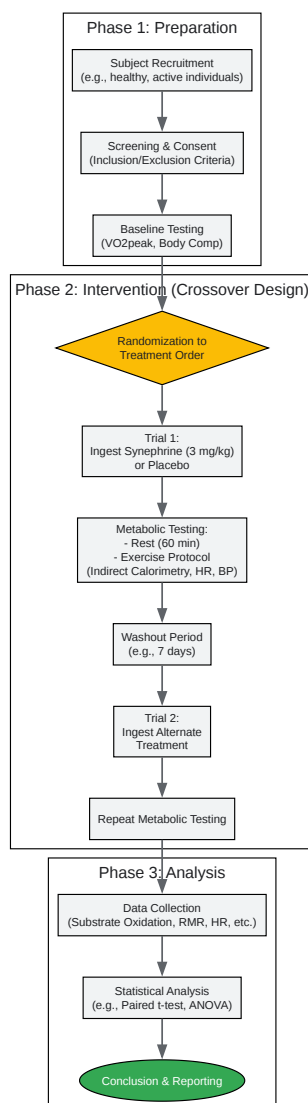 Phase 1: Preparation
Subject Recruitment
(e.g., healthy, active individuals)
Screening & Consent
(Inclusion/Exclusion Criteria)
Baseline Testing
(VO2peak, Body Comp)
Phase 2: Intervention (Crossover Design)
Randomization to
Treatment Order
Trial 1:
Ingest Synephrine (3 mg/kg)
or Placebo
Metabolic Testing:
- Rest (60 min)
- Exercise Protocol
(Indirect Calorimetry, HR, BP)
Washout Period
(e.g., 7 days)
Trial 2:
Ingest Alternate
Treatment
Repeat Metabolic Testing
Phase 3: Analysis
Data Collection
(Substrate Oxidation, RMR, HR, etc.)
Statistical Analysis
(e.g., Paired t-test, ANOVA)
Conclusion & Reporting